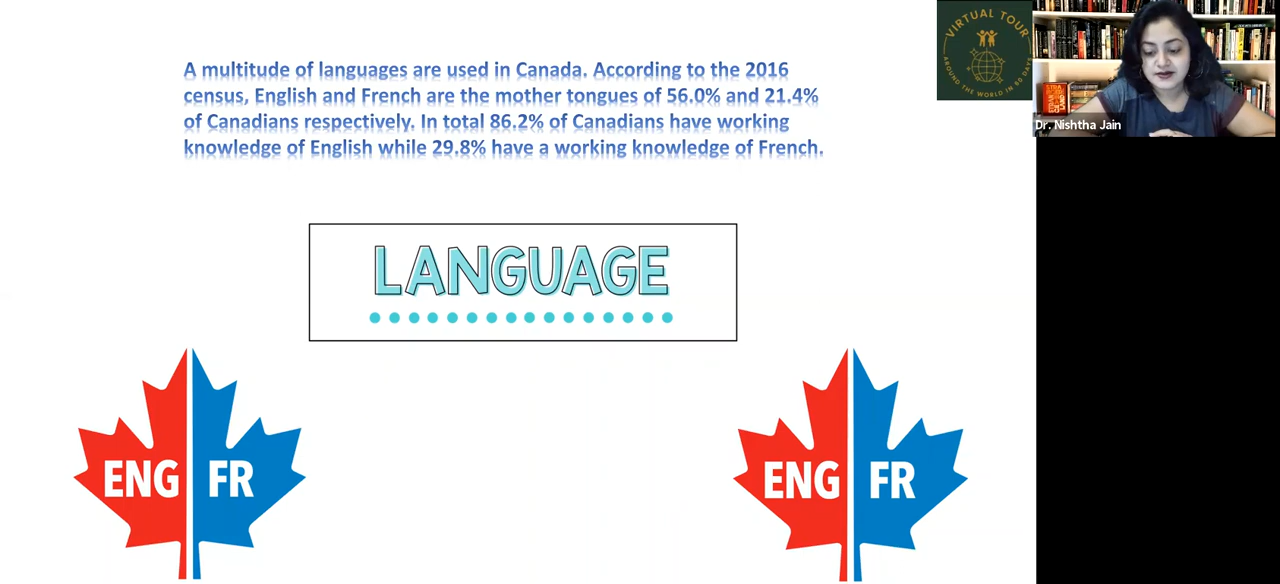 A multitude of languages are used in Canada. According to the 2016
census, English and French are the mother tongues of 56.0% and 21.4%
of Canadians respectively. In total 86.2% of Canadians have working
knowledge of English while 29.8% have a working knowledge of French.
LANGUAGE
ENG FR
ENG FR
VIRTUAL TOUR
AROUND THE WORLD IN 90 DAYS
Dr. Nishtha Jain